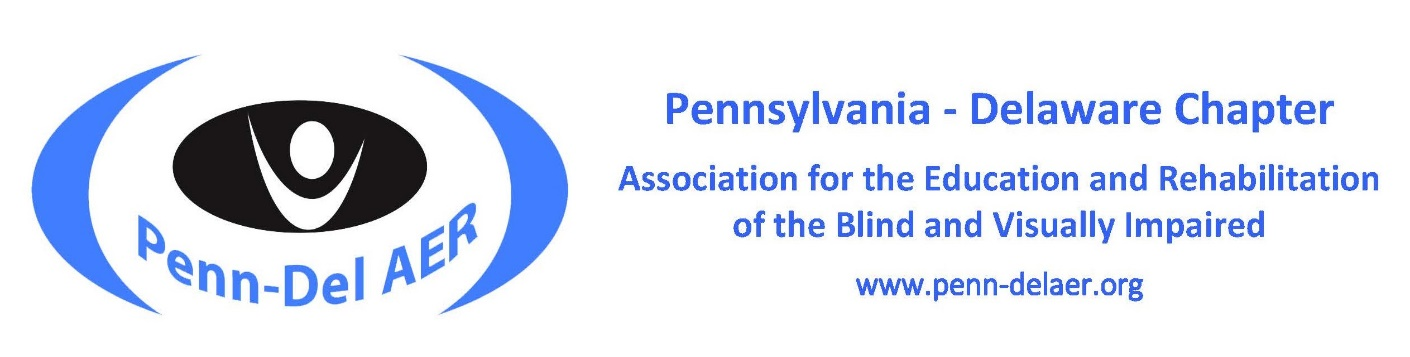 Penn-Del AER
Pennsylvania - Delaware Chapter
Association for the Education and Rehabilitation
of the Blind and Visually Impaired
www.penn-delaer.org